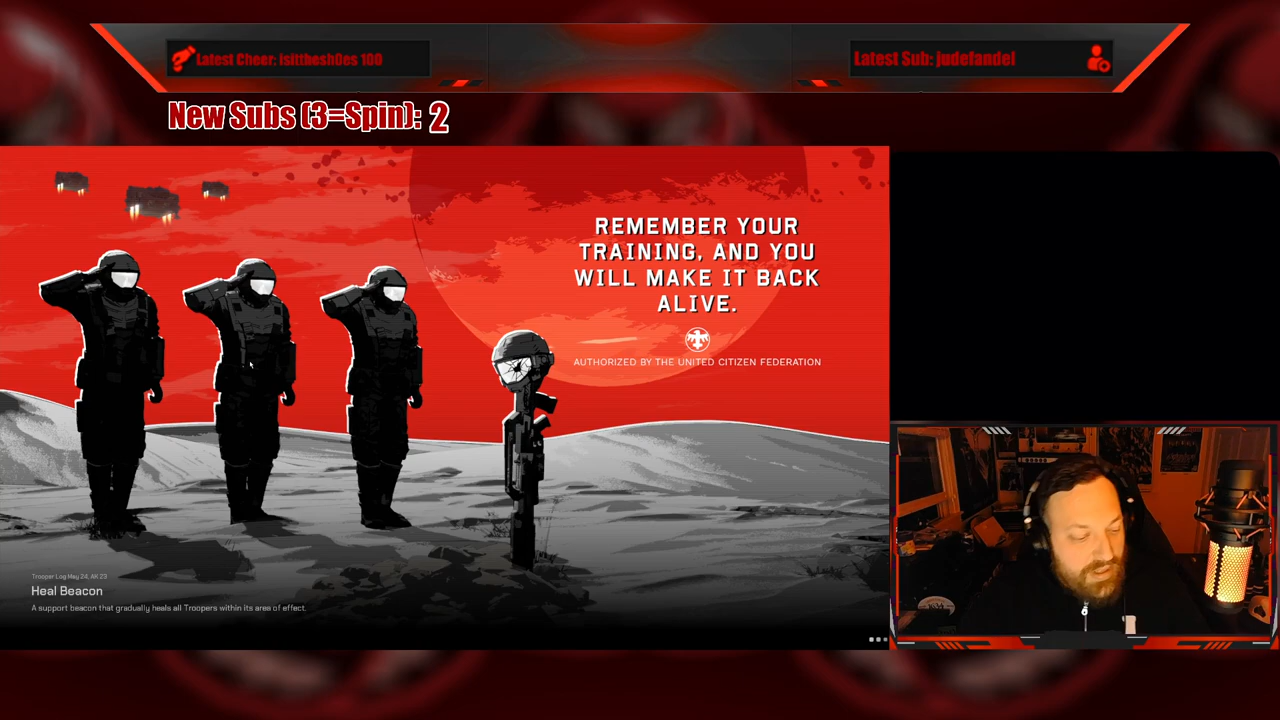 Latest Cheer: isittheshOes 100
Latest Sub: judefandel
New Subs (3=Spin): 2
REMEMBER YOUR
TRAINING, AND YOU
WILL MAKE IT BACK
ALIVE.
AUTHORIZED BY THE UNITED CITIZEN FEDERATION
Trooper Log:May 24, AK 23
Heal Beacon
A support beacon that gradually heals all Troopers within its area of effect.